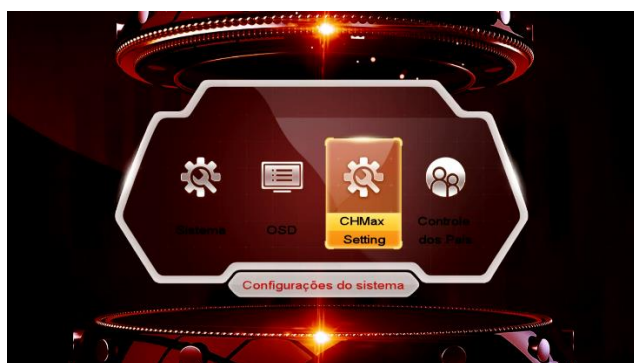 Sistema
OSD
CHMax
Setting
Controle
dos Pais
Configurações do sistema